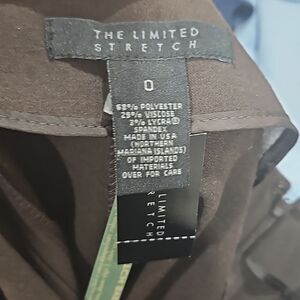 THE LIMITED
STRETCH
0
69% POLYESTER
29% VISCOSE
2% LYCRA®
SPANDEX
MADE IN USA
(NORTHERN
MARIANA ISLANDS)
OF IMPORTED
MATERIALS
OVER FOR CARE
LIMITED
STRETCH